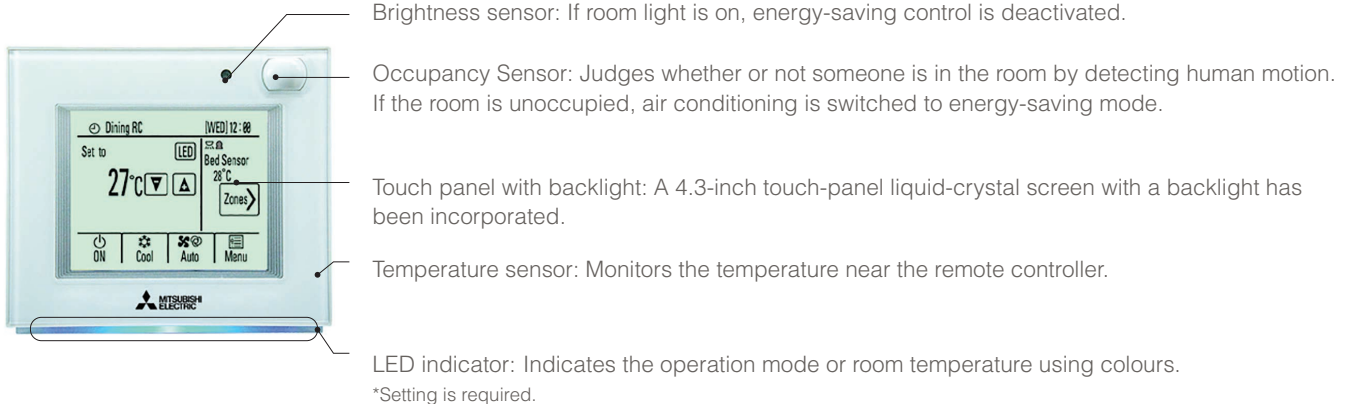 Brightness sensor: If room light is on, energy-saving control is deactivated.
Occupancy Sensor: Judges whether or not someone is in the room by detecting human motion.
If the room is unoccupied, air conditioning is switched to energy-saving mode.
Dining RC [WED]12:00
Set to LED
Bed Sensor
27°C 28°C
Zones
ON Cool Auto Menu
MITSUBISHI
ELECTRIC
Touch panel with backlight: A 4.3-inch touch-panel liquid-crystal screen with a backlight has
been incorporated.
Temperature sensor: Monitors the temperature near the remote controller.
LED indicator: Indicates the operation mode or room temperature using colours.
*Setting is required.